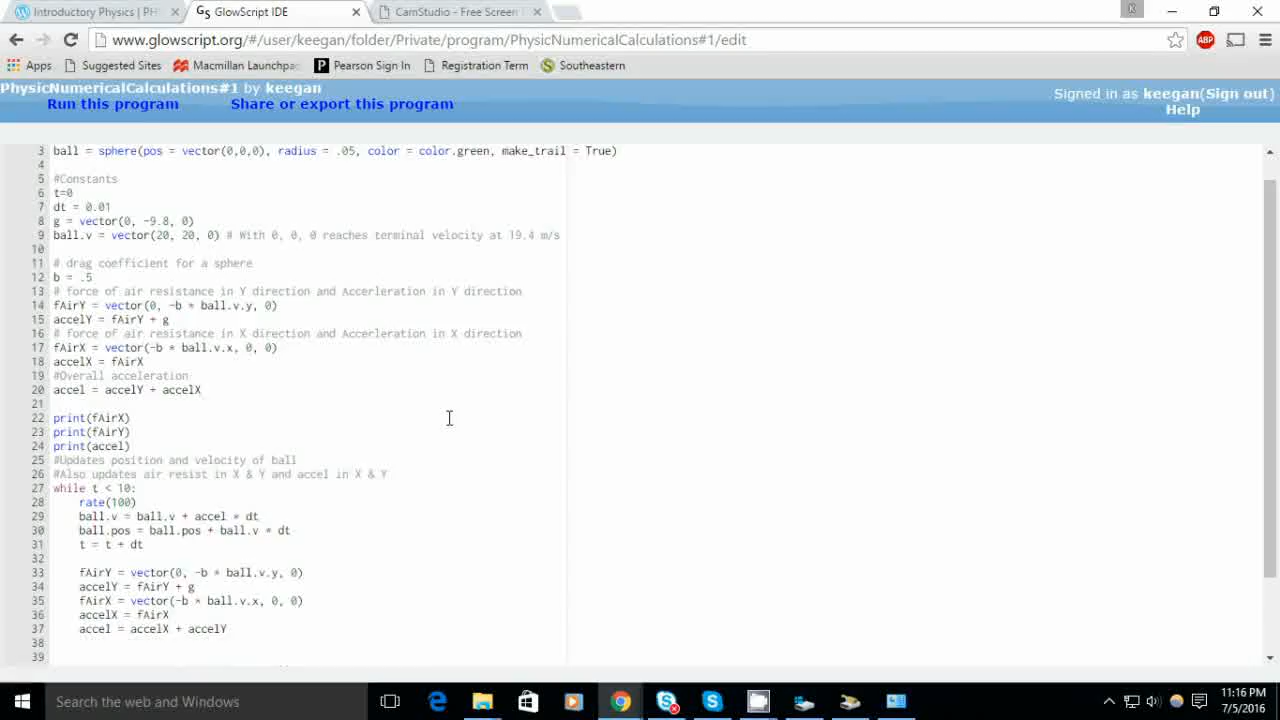 Introductory Physics | PH
GlowScript IDE
CamStudio - Free Screen
www.glowscript.org/#/user/keegan/folder/Private/program/PhysicNumericalCalculations#1/edit
ABP
Apps
Suggested Sites
Macmillan Launchpa
Pearson Sign In
Registration Term
Southeastern
PhysicNumericalCalculations#1 by keegan
Run this program
Share or export this program
Signed in as keegan(Sign out)
Help
3 ball = sphere(pos = vector(0,0,0), radius = .05, color = color.green, make_trail = True)
4
5 #Constants
6 t=0
7 dt = 0.01
8 g = vector(0, -9.8, 0)
9 ball.v = vector(20, 20, 0) # With 0, 0, 0 reaches terminal velocity at 19.4 m/s
10
11 # drag coefficient for a sphere
12 b = .5
13 # force of air resistance in Y direction and Accerleration in Y direction
14 fAirY = vector(0, -b * ball.v.y, 0)
15 accelY = fAirY + g
16 # force of air resistance in X direction and Accerleration in X direction
17 fAirX = vector(-b * ball.v.x, 0, 0)
18 accelX = fAirX
19 #Overall acceleration
20 accel = accelY + accelX
21
22 print(fAirX)
23 print(fAirY)
24 print(accel)
25 #Updates position and velocity of ball
26 #Also updates air resist in X & Y and accel in X & Y
27 while t < 10:
28 rate(100)
29 ball.v = ball.v + accel * dt
30 ball.pos = ball.pos + ball.v * dt
31 t = t + dt
32
33 fAirY = vector(0, -b * ball.v.y, 0)
34 accelY = fAirY + g
35 fAirX = vector(-b * ball.v.x, 0, 0)
36 accelX = fAirX
37 accel = accelX + accelY
38
39
Search the web and Windows
11:16 PM
7/5/2016